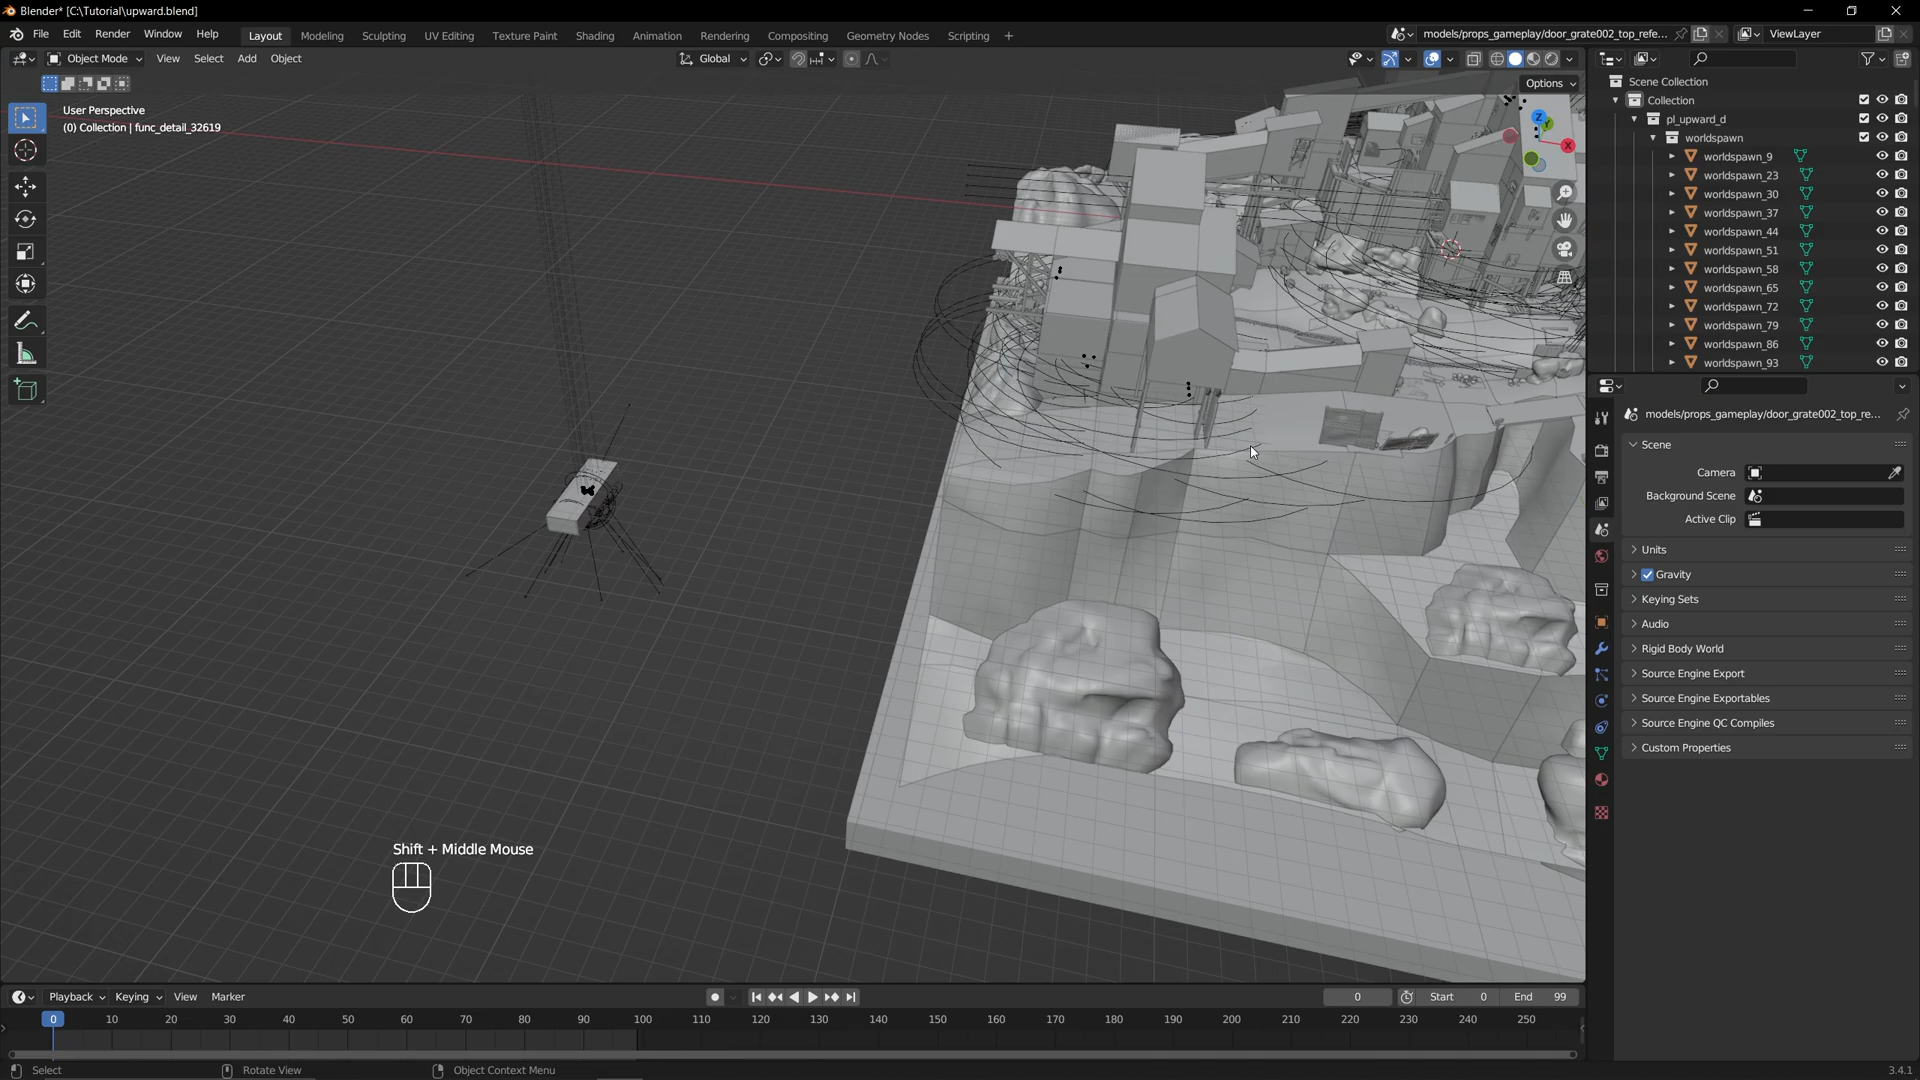 Blender* [C:\Tutorial\upward.blend]
File Edit Render Window Help Layout Modeling Sculpting UV Editing Texture Paint Shading Animation Rendering Compositing Geometry Nodes Scripting + models/props_gameplay/door_grate002_top_refe... ViewLayer
Object Mode View Select Add Object Global
Options
User Perspective
(0) Collection | func_detail_32619
Z
Y
X
Scene Collection
Collection
pl_upward_d
worldspawn
worldspawn_9
worldspawn_23
worldspawn_30
worldspawn_37
worldspawn_44
worldspawn_51
worldspawn_58
worldspawn_65
worldspawn_72
worldspawn_79
worldspawn_86
worldspawn_93
models/props_gameplay/door_grate002_top_re...
Scene
Camera
Background Scene
Active Clip
Units
Gravity
Keying Sets
Audio
Rigid Body World
Source Engine Export
Source Engine Exportables
Source Engine QC Compiles
Custom Properties
Shift + Middle Mouse
Playback Keying View Marker 0 Start 0 End 99
0 10 20 30 40 50 60 70 80 90 100 110 120 130 140 150 160 170 180 190 200 210 220 230 240 250
Select Rotate View Object Context Menu 3.4.1